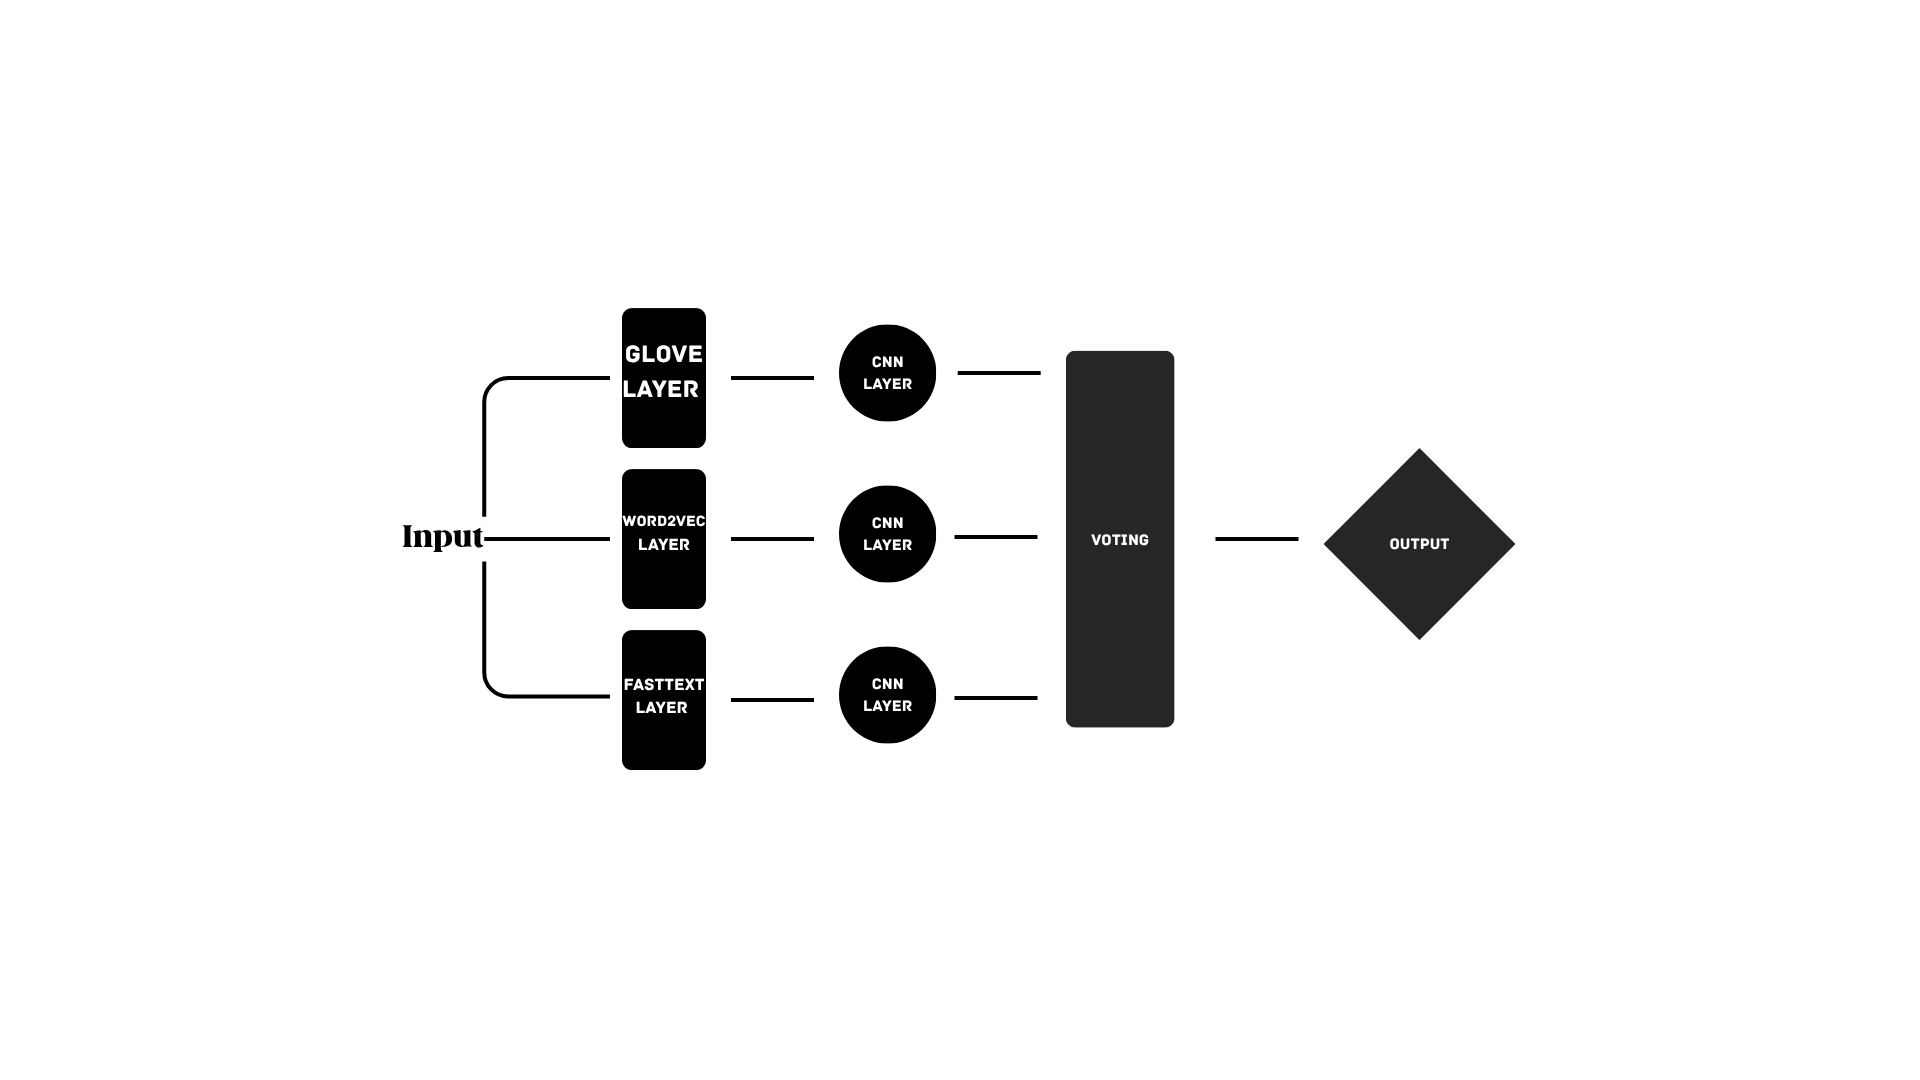 GLOVE
LAYER
CNN
LAYER
Input
WORD2VEC
LAYER
CNN
LAYER
VOTING
OUTPUT
FASTTEXT
LAYER
CNN
LAYER